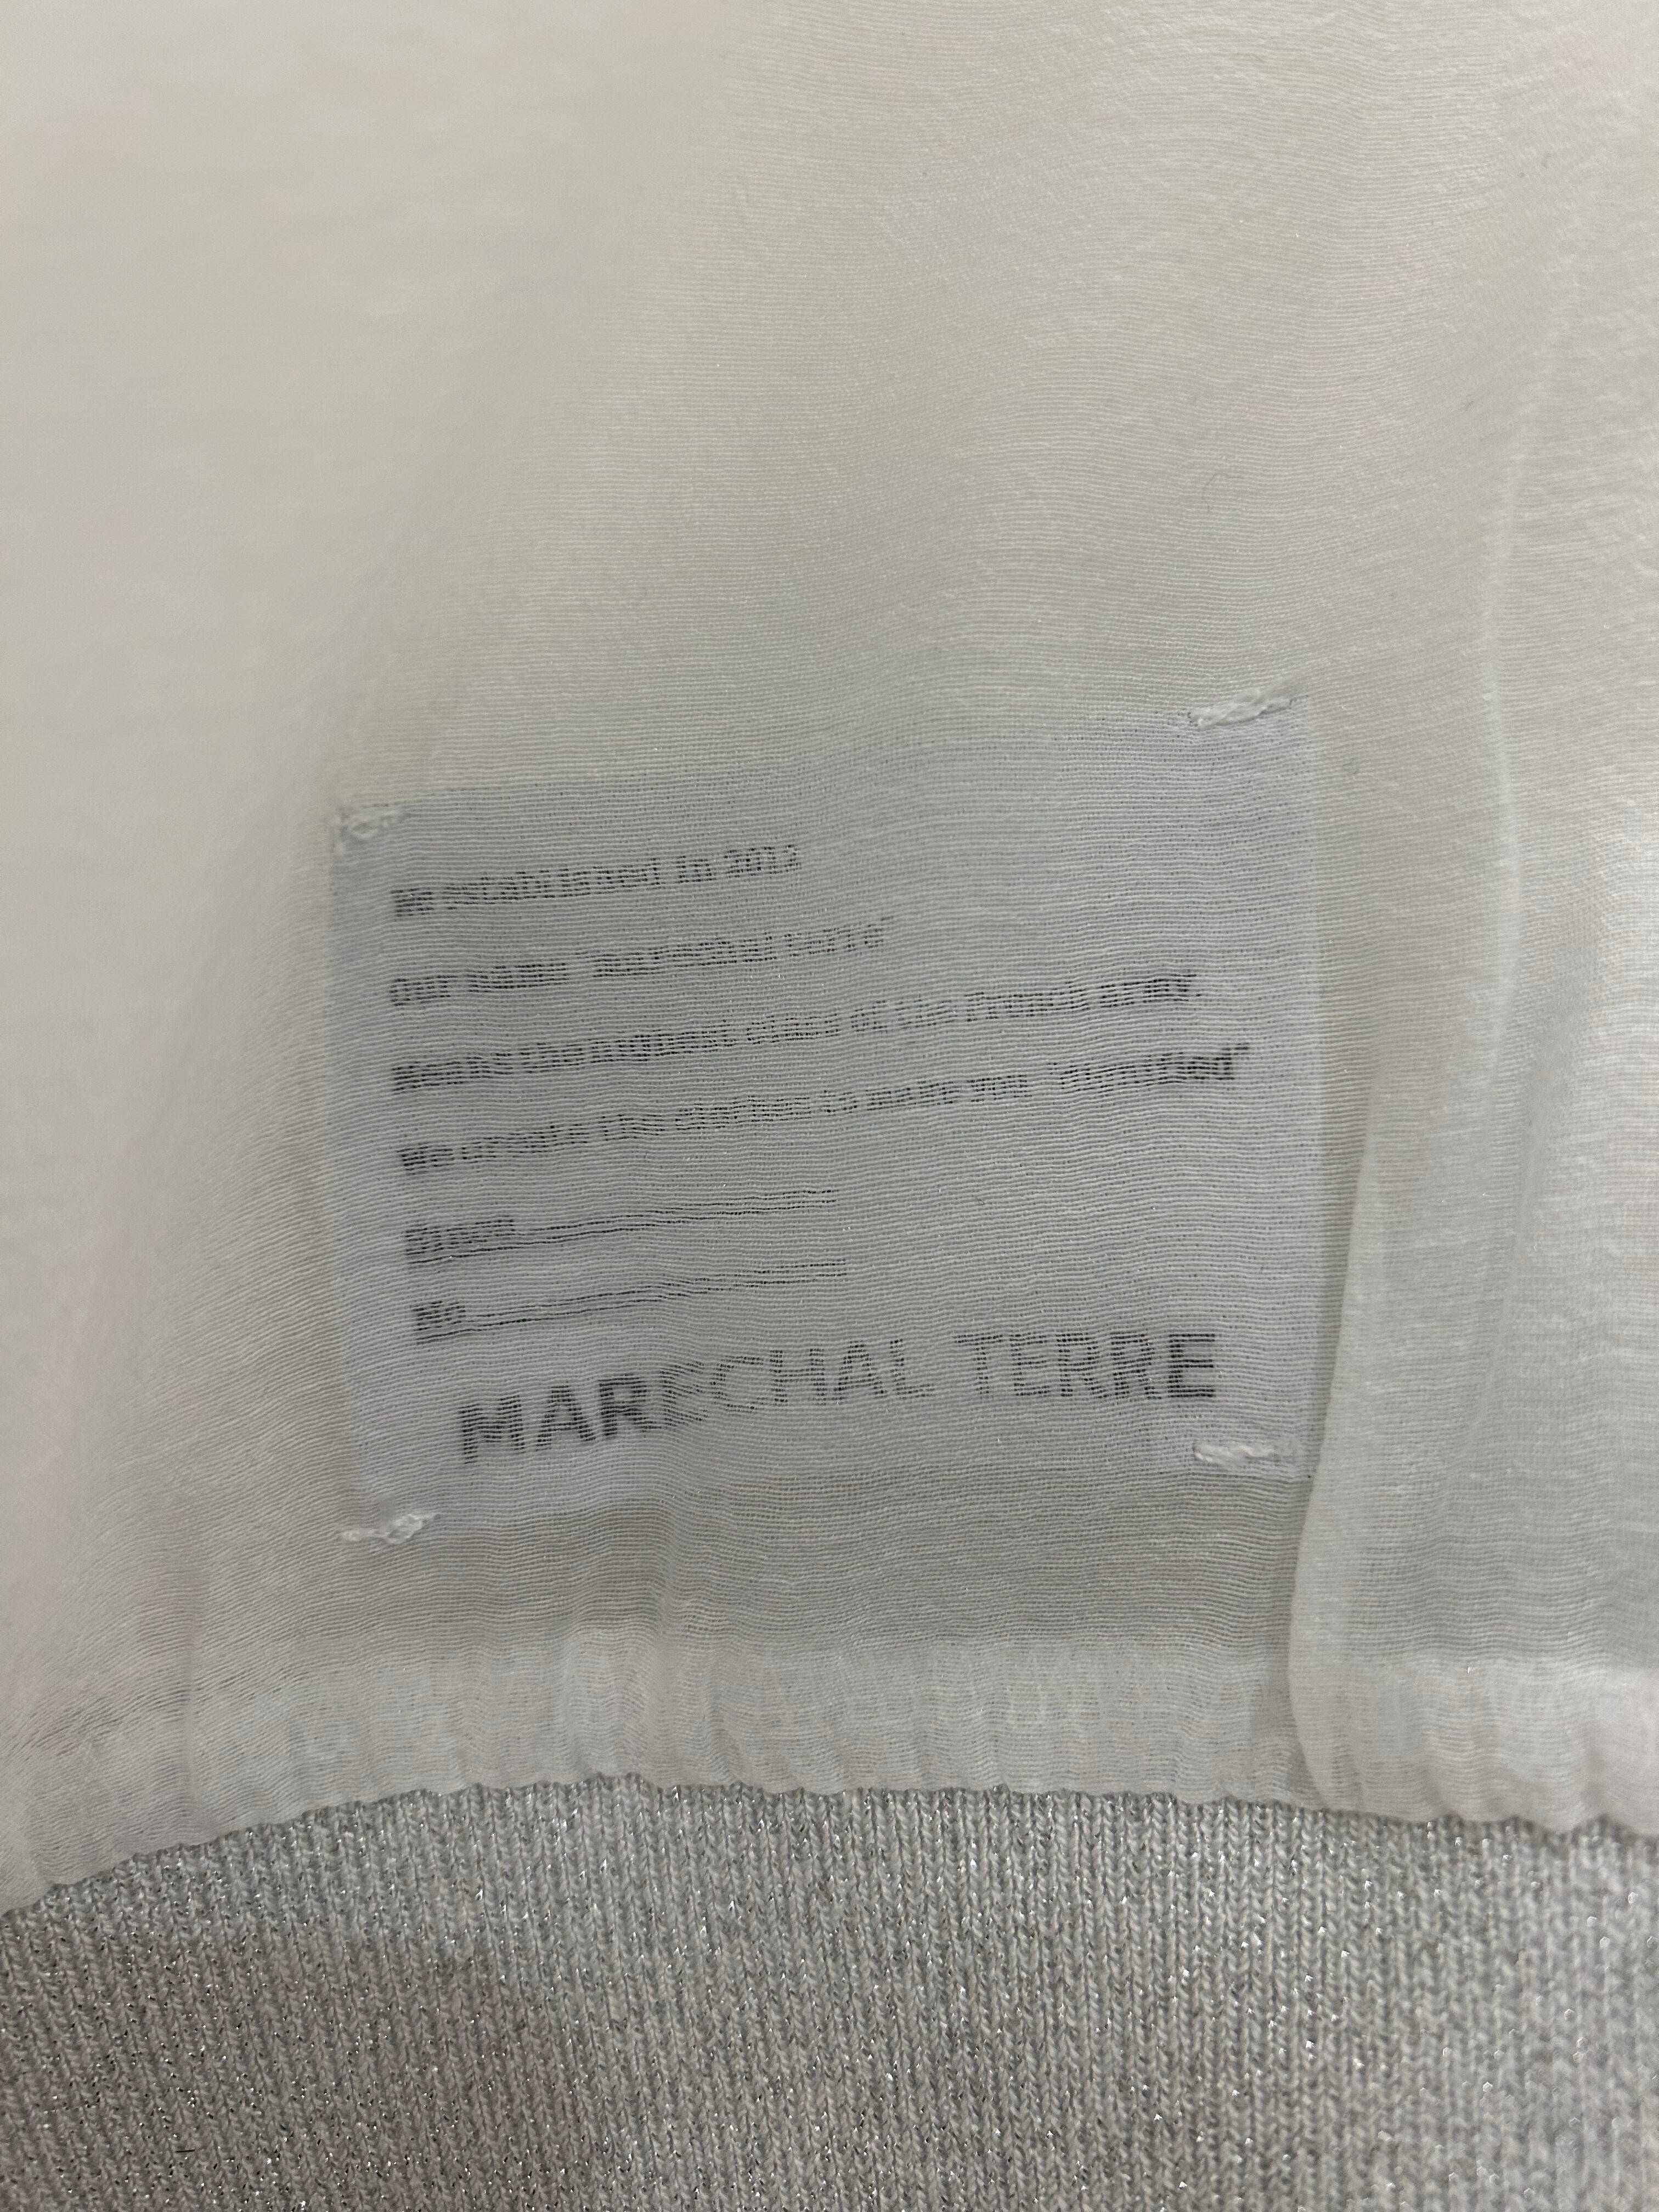 We established in 2012
Our name "marechal terre"
Means the highest class of the French army.
We create the clothes to make you "dignified"
No
MARECHAL TERRE